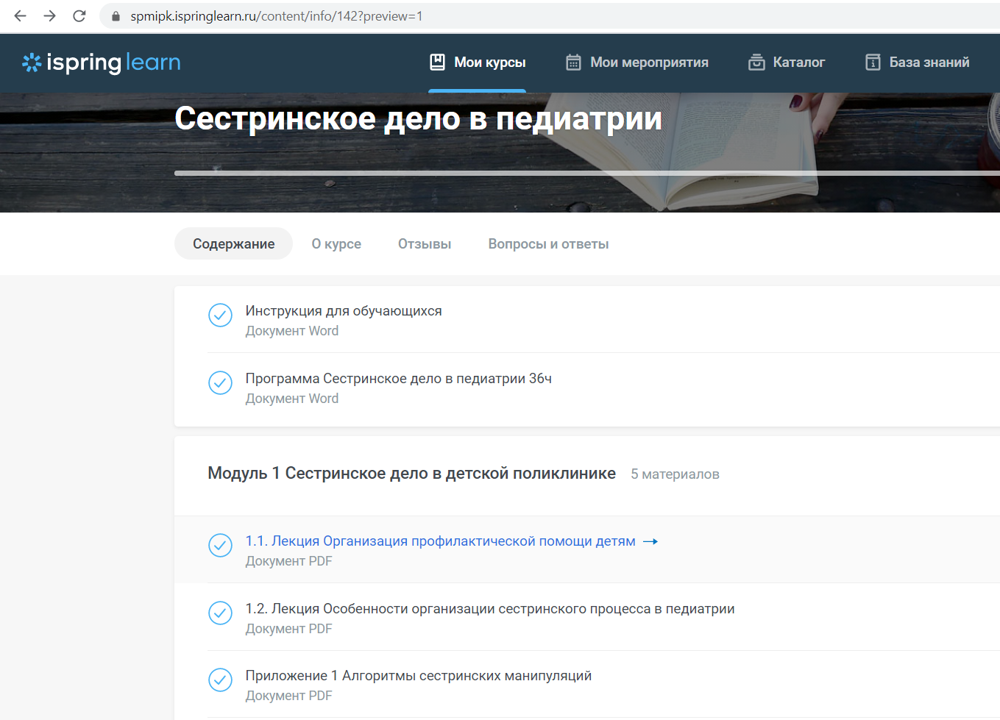 spmipk.ispringlearn.ru/content/info/142?preview=1
ispring learn
Мои курсы
Мои мероприятия
Каталог
База знаний
Сестринское дело в педиатрии
Содержание
О курсе
Отзывы
Вопросы и ответы
Инструкция для обучающихся
Документ Word
Программа Сестринское дело в педиатрии 36ч
Документ Word
Модуль 1 Сестринское дело в детской поликлинике 5 материалов
1.1. Лекция Организация профилактической помощи детям →
Документ PDF
1.2. Лекция Особенности организации сестринского процесса в педиатрии
Документ PDF
Приложение 1 Алгоритмы сестринских манипуляций
Документ PDF